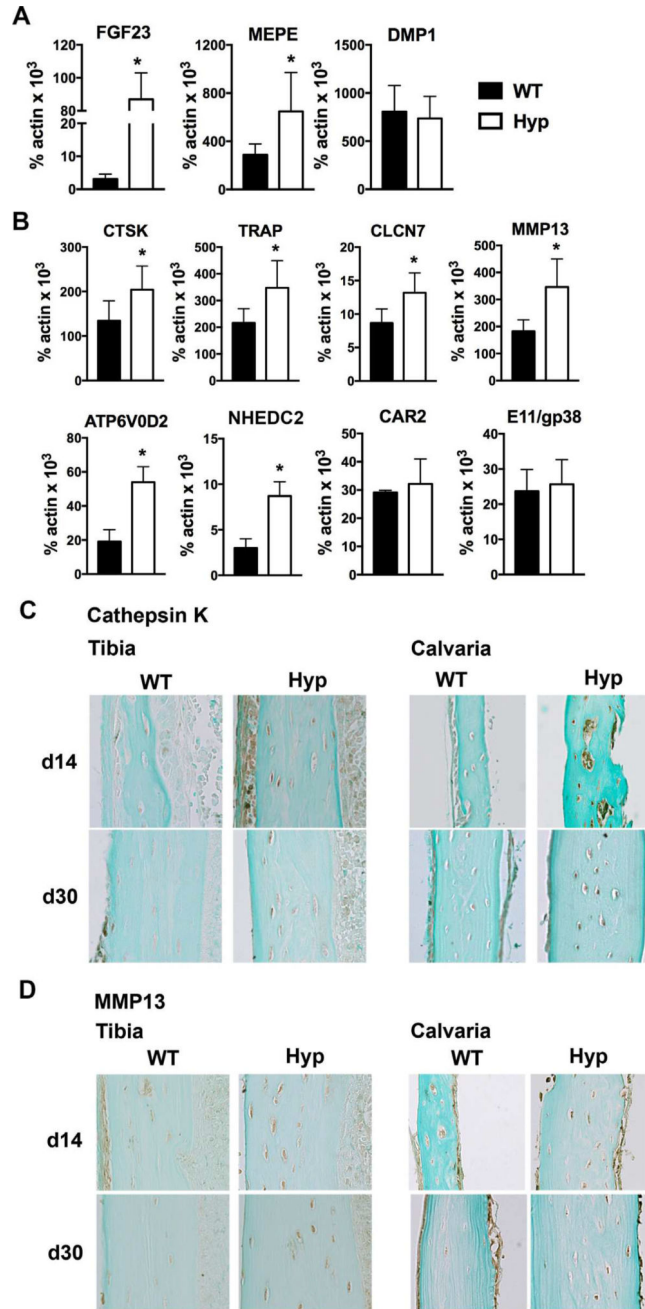 A
FGF23 MEPE DMP1
% actin x 10³
120
100
80
20
10
0
*
% actin x 10³
1200
800
400
0
*
% actin x 10³
1500
1000
500
0
WT
Hyp
B
CTSK TRAP CLCN7 MMP13
% actin x 10³
300
200
100
0
*
% actin x 10³
500
400
300
200
100
0
*
% actin x 10³
20
15
10
5
0
*
% actin x 10³
500
400
300
200
100
0
*
ATP6V0D2 NHEDC2 CAR2 E11/gp38
% actin x 10³
80
60
40
20
0
*
% actin x 10³
15
10
5
0
*
% actin x 10³
50
40
30
20
10
0
% actin x 10³
50
40
30
20
10
0
C
Cathepsin K
Tibia Calvaria
WT Hyp WT Hyp
d14
d30
D
MMP13
Tibia Calvaria
WT Hyp WT Hyp
d14
d30